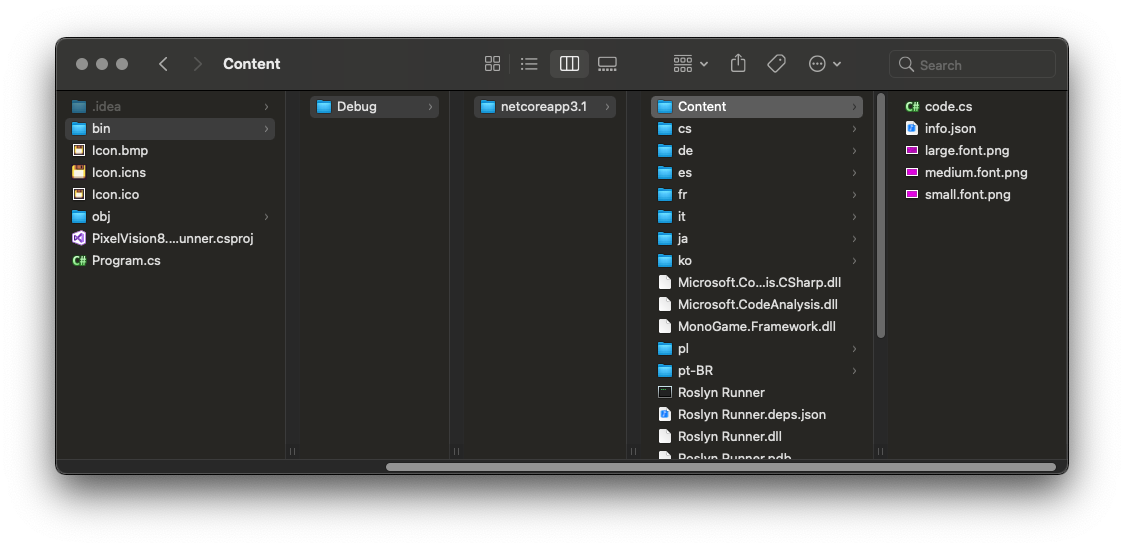 Content
Search
.idea
bin
Icon.bmp
Icon.icns
Icon.ico
obj
PixelVision8....unner.csproj
C# Program.cs
Debug
netcoreapp3.1
Content
cs
de
es
fr
it
ja
ko
Microsoft.Co...is.CSharp.dll
Microsoft.CodeAnalysis.dll
MonoGame.Framework.dll
pl
pt-BR
Roslyn Runner
Roslyn Runner.deps.json
Roslyn Runner.dll
Roslyn Runner.pdb
C# code.cs
info.json
large.font.png
medium.font.png
small.font.png